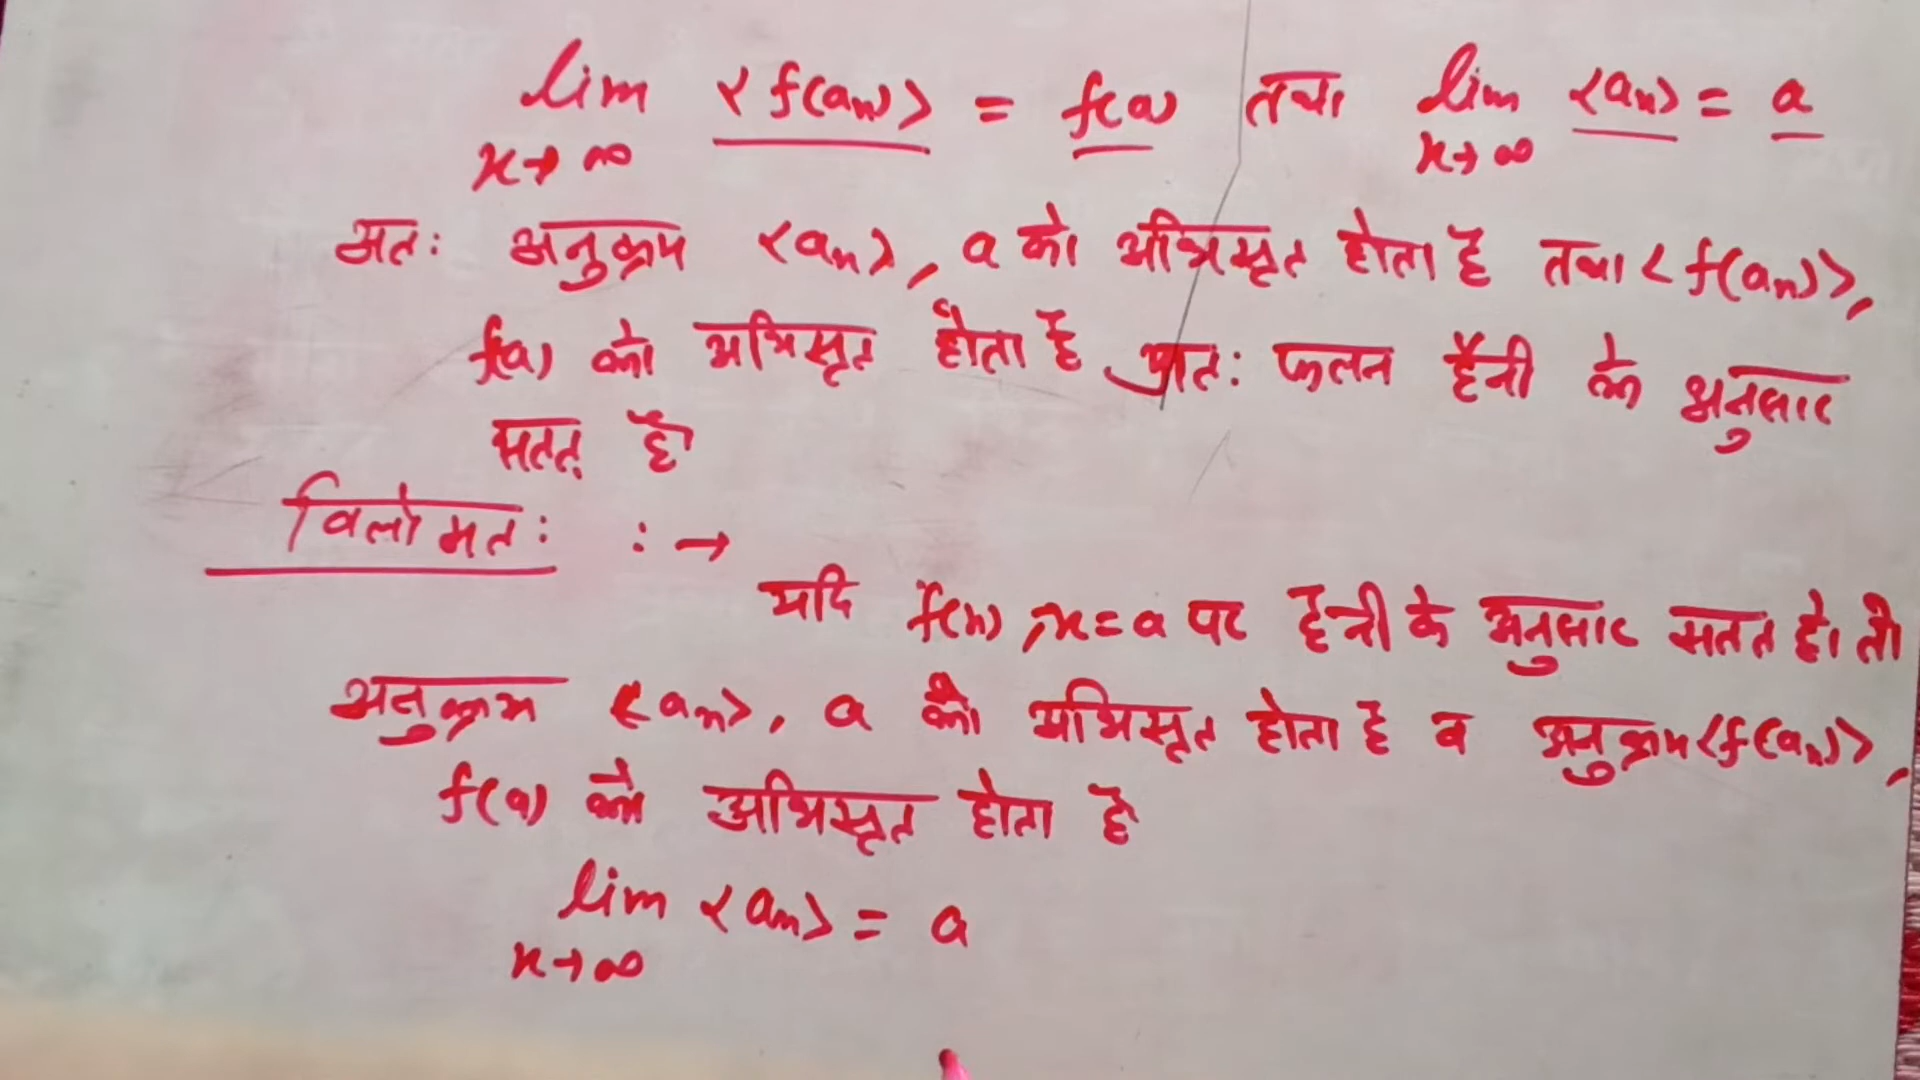 lim <f(an)> = f(a) तथा lim <an> = a
x→∞ x→∞
अतः अनुक्रम <an>, a को अभिसृत होता है तथा <f(an)>,
f(a) को अभिसृत होता है अतः फलन हैनी के अनुसार
सतत् है
विलोमतः :→
यदि f(x), x=a पर हैनी के अनुसार सतत हो तो
अनुक्रम <an>, a को अभिसृत होता है व अनुक्रम <f(an)>,
f(a) को अभिसृत होता है
lim <an> = a
x→∞